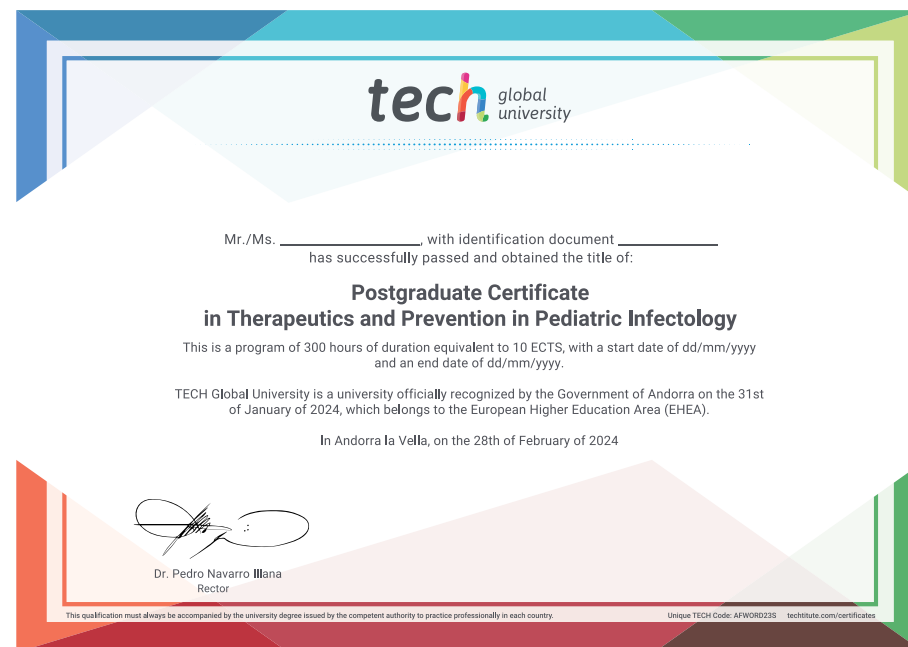 tech global
university
Mr./Ms. ____________, with identification document ____________
has successfully passed and obtained the title of:
Postgraduate Certificate
in Therapeutics and Prevention in Pediatric Infectology
This is a program of 300 hours of duration equivalent to 10 ECTS, with a start date of dd/mm/yyyy
and an end date of dd/mm/yyyy.
TECH Global University is a university officially recognized by the Government of Andorra on the 31st
of January of 2024, which belongs to the European Higher Education Area (EHEA).
In Andorra la Vella, on the 28th of February of 2024
Dr. Pedro Navarro Illana
Rector
This qualification must always be accompanied by the university degree issued by the competent authority to practice professionally in each country.
Unique TECH Code: AFWORD23S techtitute.com/certificates